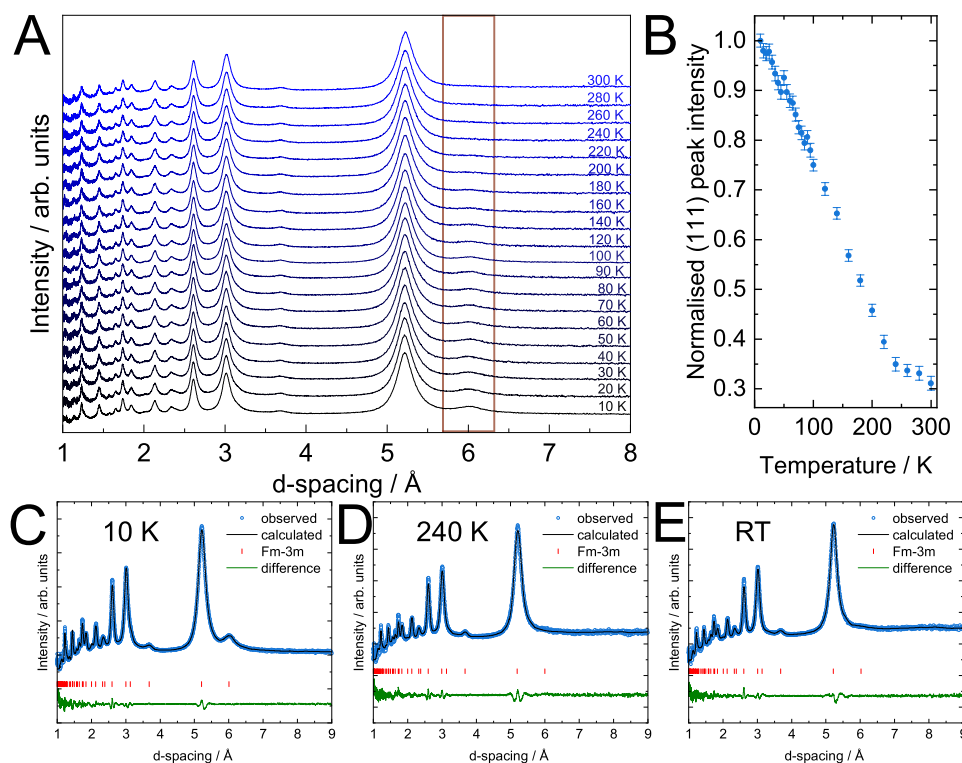 A
Intensity / arb. units
300 K
280 K
260 K
240 K
220 K
200 K
180 K
160 K
140 K
120 K
100 K
90 K
80 K
70 K
60 K
50 K
40 K
30 K
20 K
10 K
1 2 3 4 5 6 7 8
d-spacing / Å
B
Normalised (111) peak intensity
1.0
0.9
0.8
0.7
0.6
0.5
0.4
0.3
0 100 200 300
Temperature / K
C
10 K
observed
calculated
Fm-3m
difference
Intensity / arb. units
1 2 3 4 5 6 7 8 9
d-spacing / Å
D
240 K
observed
calculated
Fm-3m
difference
Intensity / arb. units
1 2 3 4 5 6 7 8 9
d-spacing / Å
E
RT
observed
calculated
Fm-3m
difference
Intensity / arb. units
1 2 3 4 5 6 7 8 9
d-spacing / Å